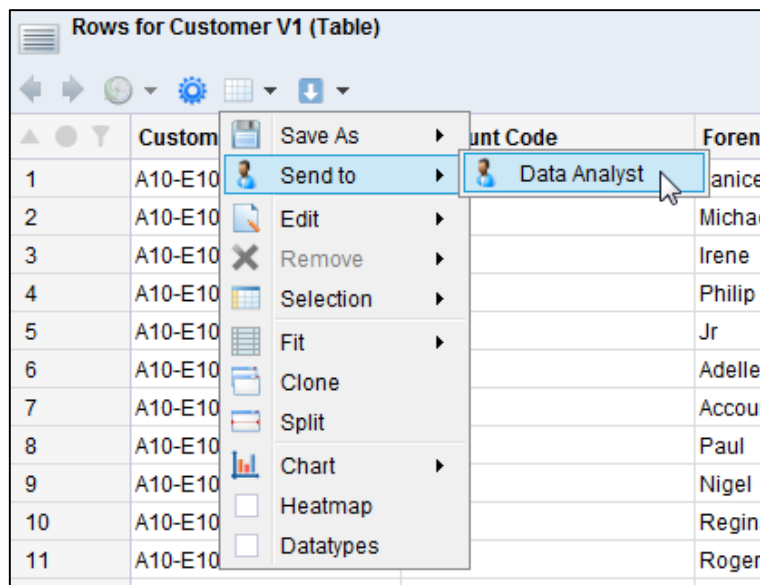 Rows for Customer V1 (Table)
Custom
unt Code
Foren
Save As
Send to
Data Analyst
Edit
Remove
Selection
Fit
Clone
Split
Chart
Heatmap
Datatypes
1 A10-E10 anice
2 A10-E10 Michae
3 A10-E10 Irene
4 A10-E10 Philip
5 A10-E10 Jr
6 A10-E10 Adelle
7 A10-E10 Accou
8 A10-E10 Paul
9 A10-E10 Nigel
10 A10-E10 Regin
11 A10-E10 Roger